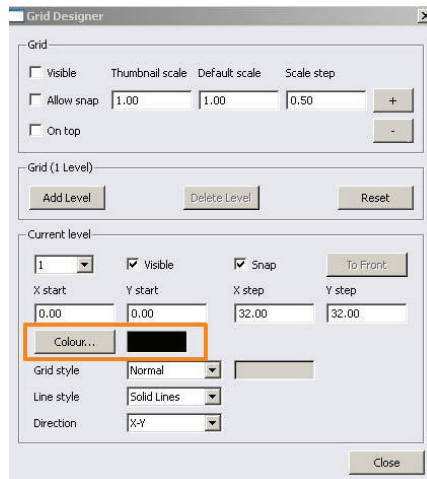 Grid Designer
Grid
Visible Thumbnail scale Default scale Scale step
Allow snap 1.00 1.00 0.50 +
On top -
Grid (1 Level)
Add Level Delete Level Reset
Current level
1 Visible Snap To Front
X start Y start X step Y step
0.00 0.00 32.00 32.00
Colour...
Grid style Normal
Line style Solid Lines
Direction X-Y
Close